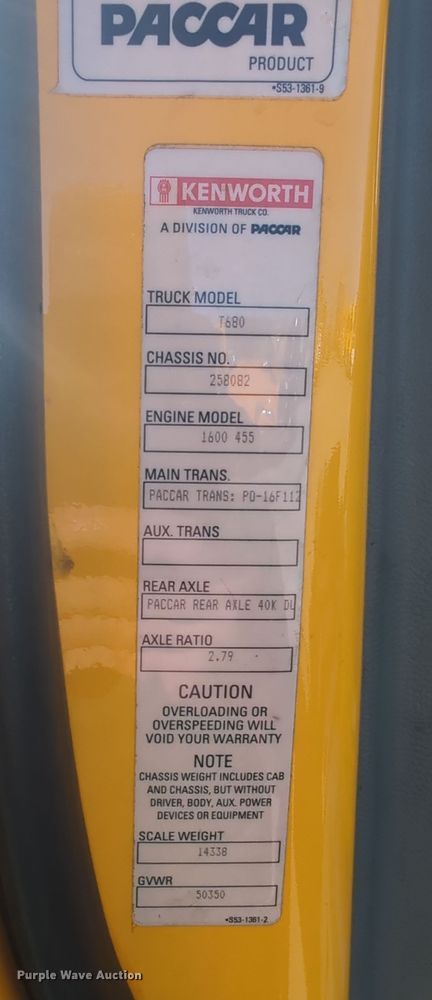 PACCAR
PRODUCT
•S53-1361-9
KENWORTH
KENWORTH TRUCK CO.
A DIVISION OF PACCAR
TRUCK MODEL
T680
CHASSIS NO.
258082
ENGINE MODEL
1600 455
MAIN TRANS.
PACCAR TRANS: PO-16F112
AUX. TRANS
REAR AXLE
PACCAR REAR AXLE 40K DU
AXLE RATIO
2.79
CAUTION
OVERLOADING OR
OVERSPEEDING WILL
VOID YOUR WARRANTY
NOTE
CHASSIS WEIGHT INCLUDES CAB
AND CHASSIS, BUT WITHOUT
DRIVER, BODY, AUX. POWER
DEVICES OR EQUIPMENT
SCALE WEIGHT
14338
GVWR
50350
•S53-1361-2
Purple Wave Auction